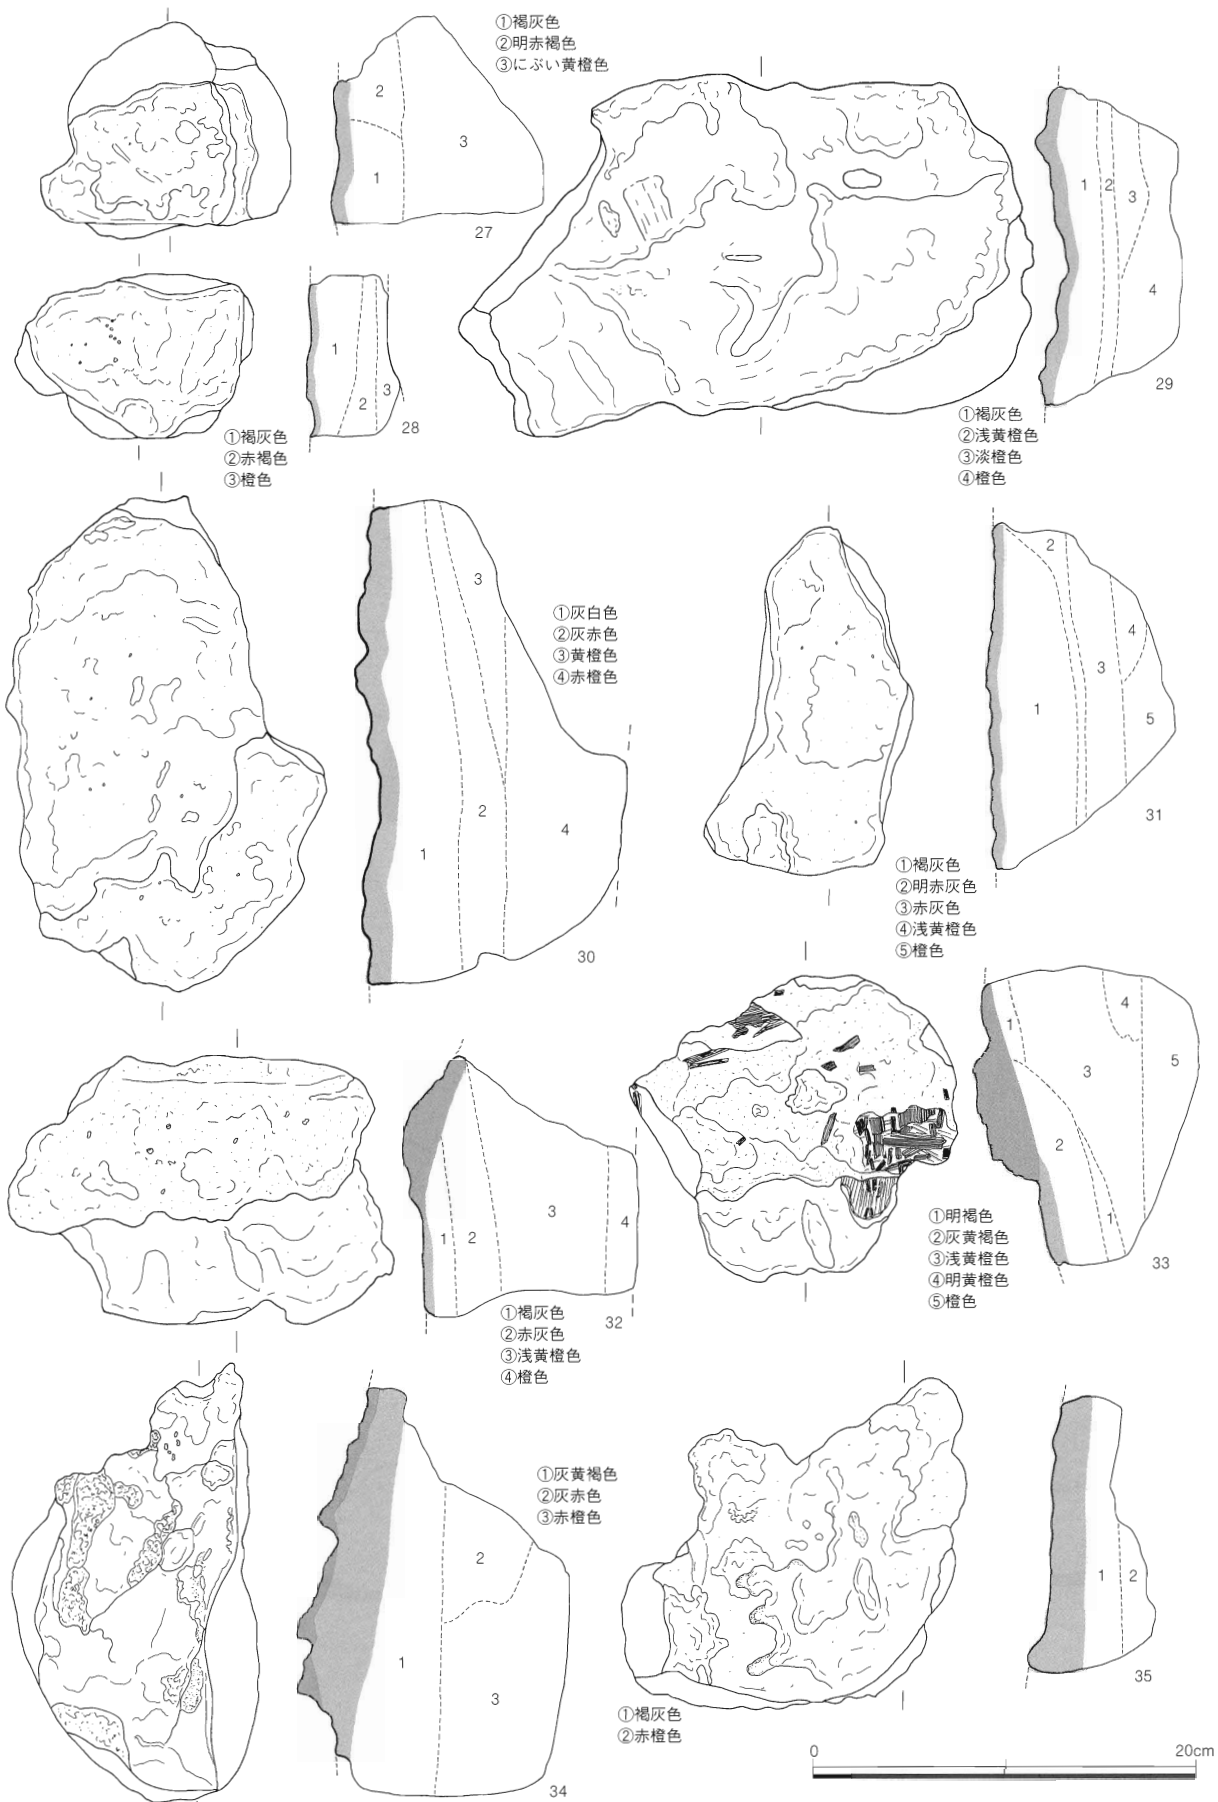 ①褐灰色
②明赤褐色
③にぶい黄橙色
2
3
1
27
1
2
3
4
29
1
2
3
28
①褐灰色
②赤褐色
③橙色
①褐灰色
②浅黄橙色
③淡橙色
④橙色
3
2
1
4
30
①灰白色
②灰赤色
③黄橙色
④赤橙色
2
4
3
1
5
31
①褐灰色
②明赤灰色
③赤灰色
④浅黄橙色
⑤橙色
3
1
2
4
32
①褐灰色
②赤灰色
③浅黄橙色
④橙色
4
1
3
5
2
1
33
①明褐色
②灰黄褐色
③浅黄橙色
④明黄橙色
⑤橙色
①灰黄褐色
②灰赤色
③赤橙色
2
1
3
34
1
2
35
①褐灰色
②赤橙色
0
20cm